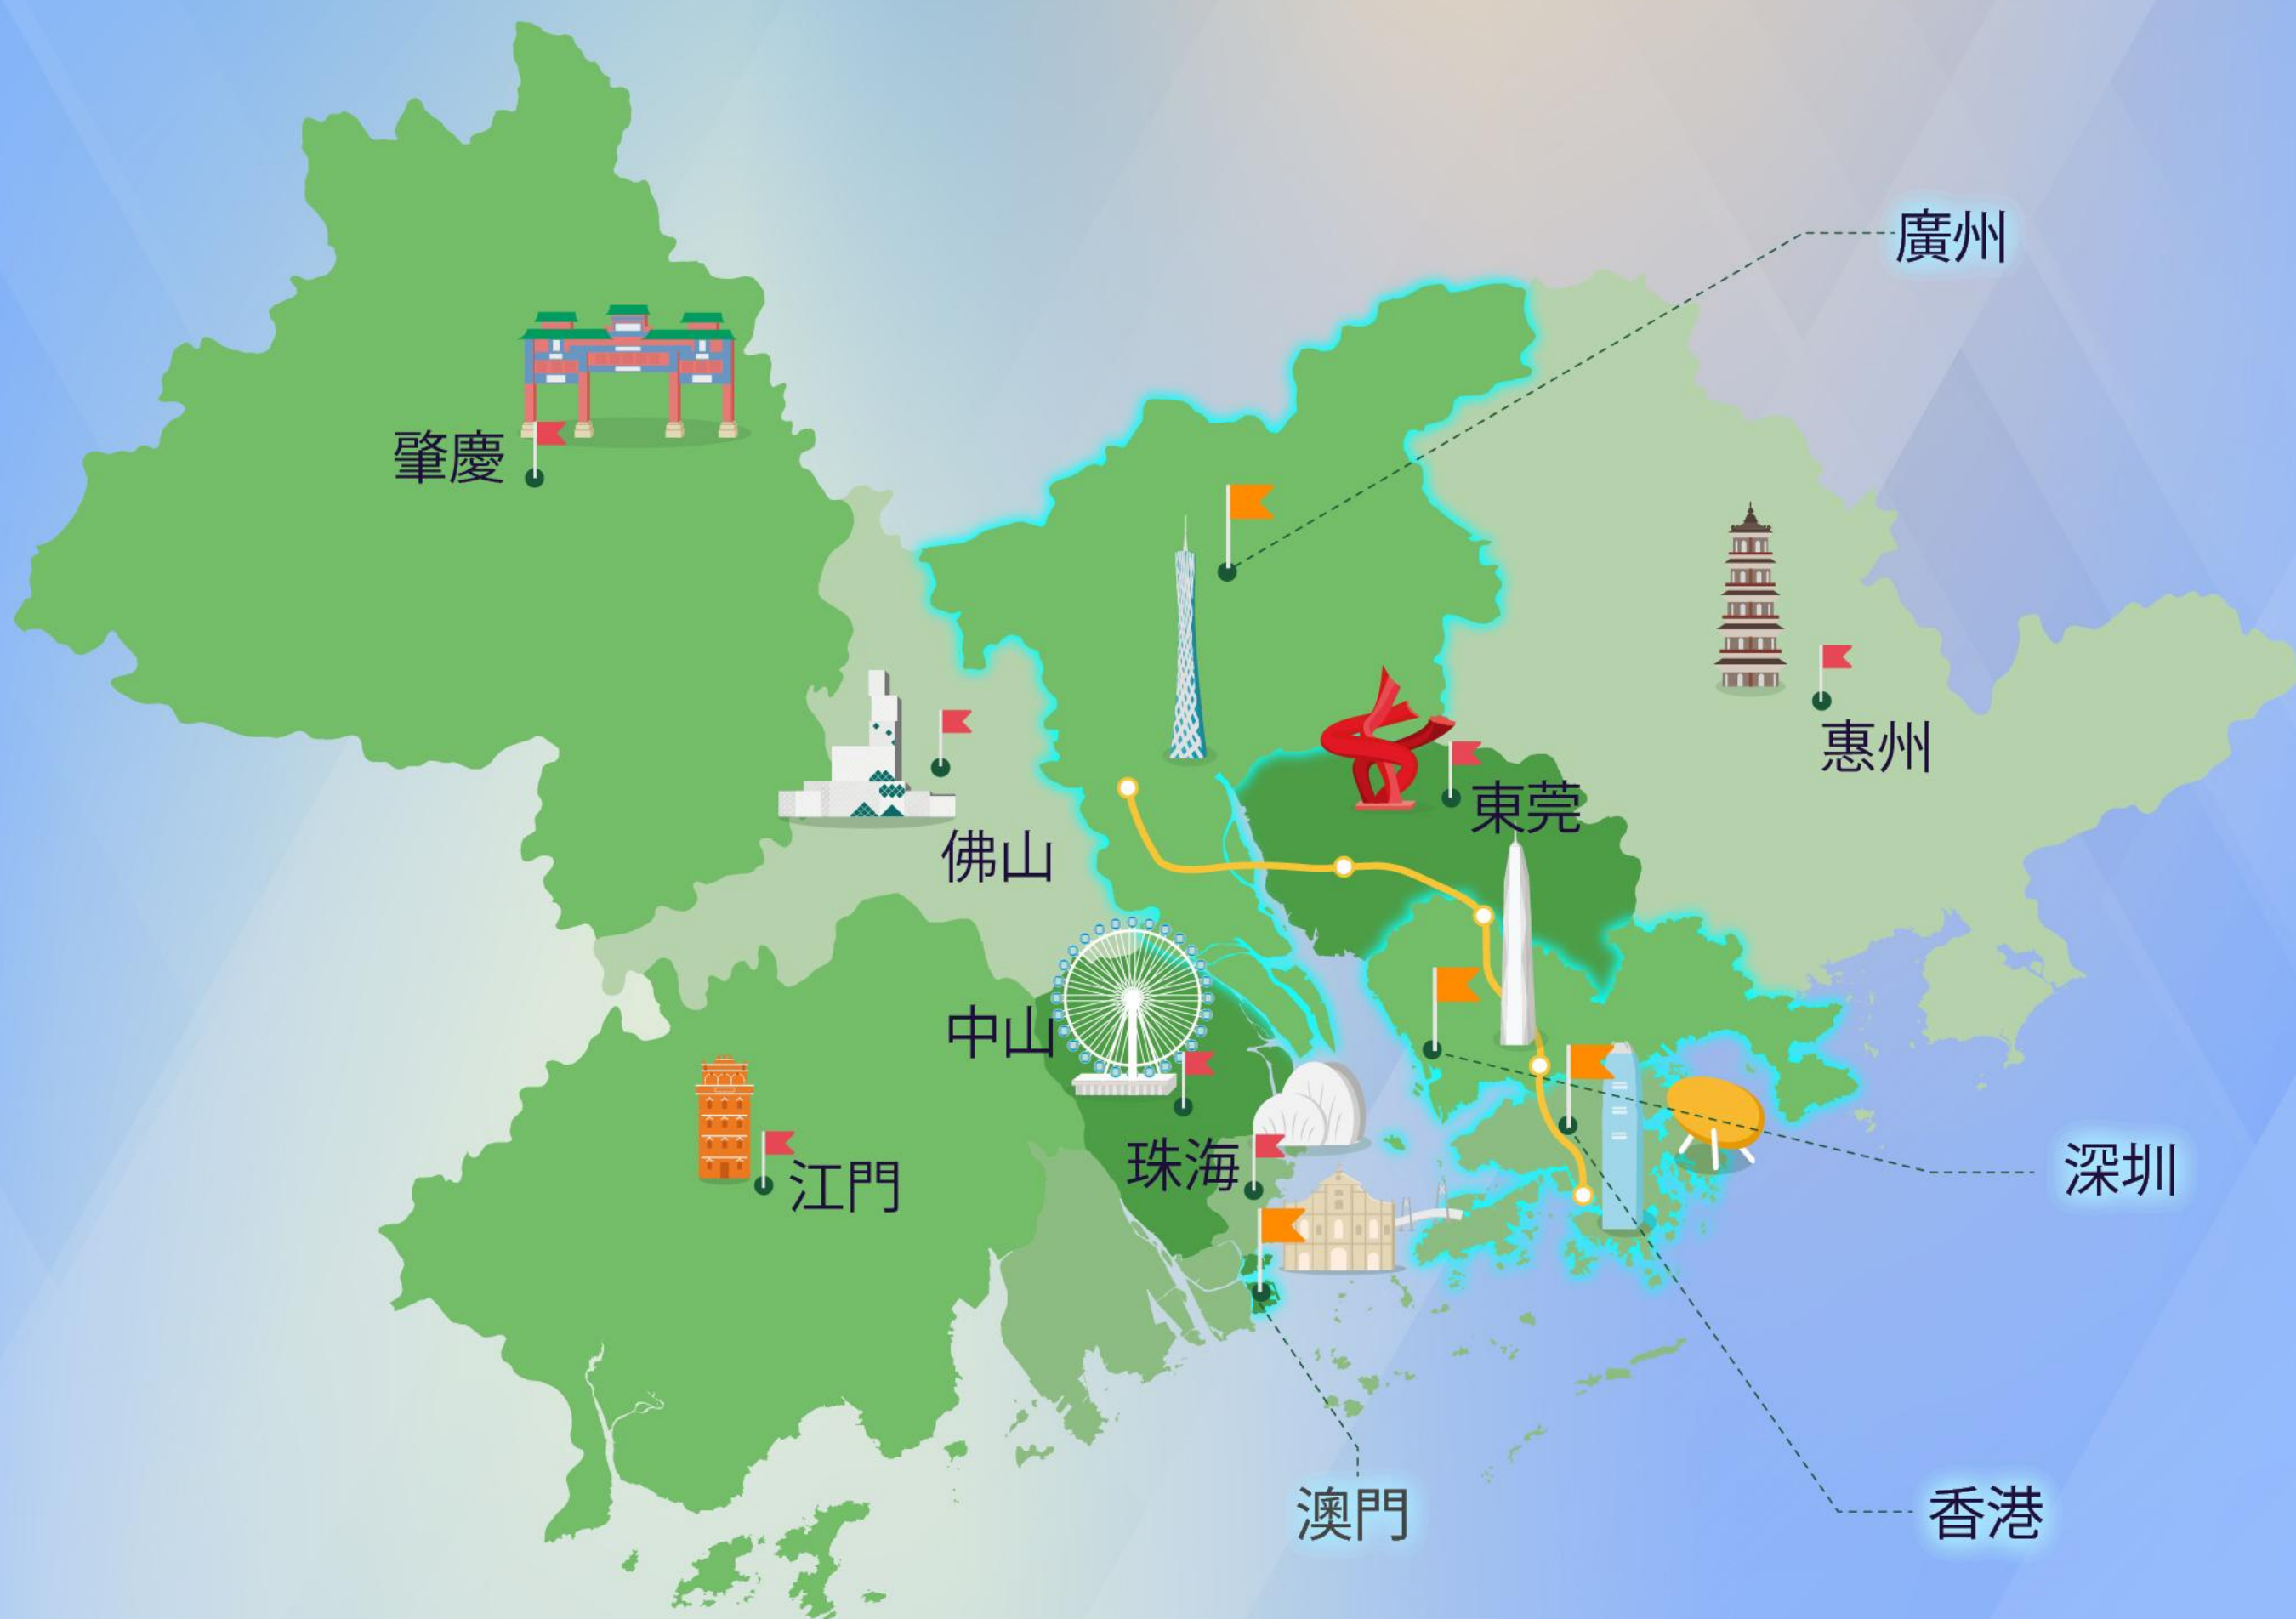 廣州
肇慶
惠州
東莞
佛山
中山
珠海
江門
深圳
澳門
香港